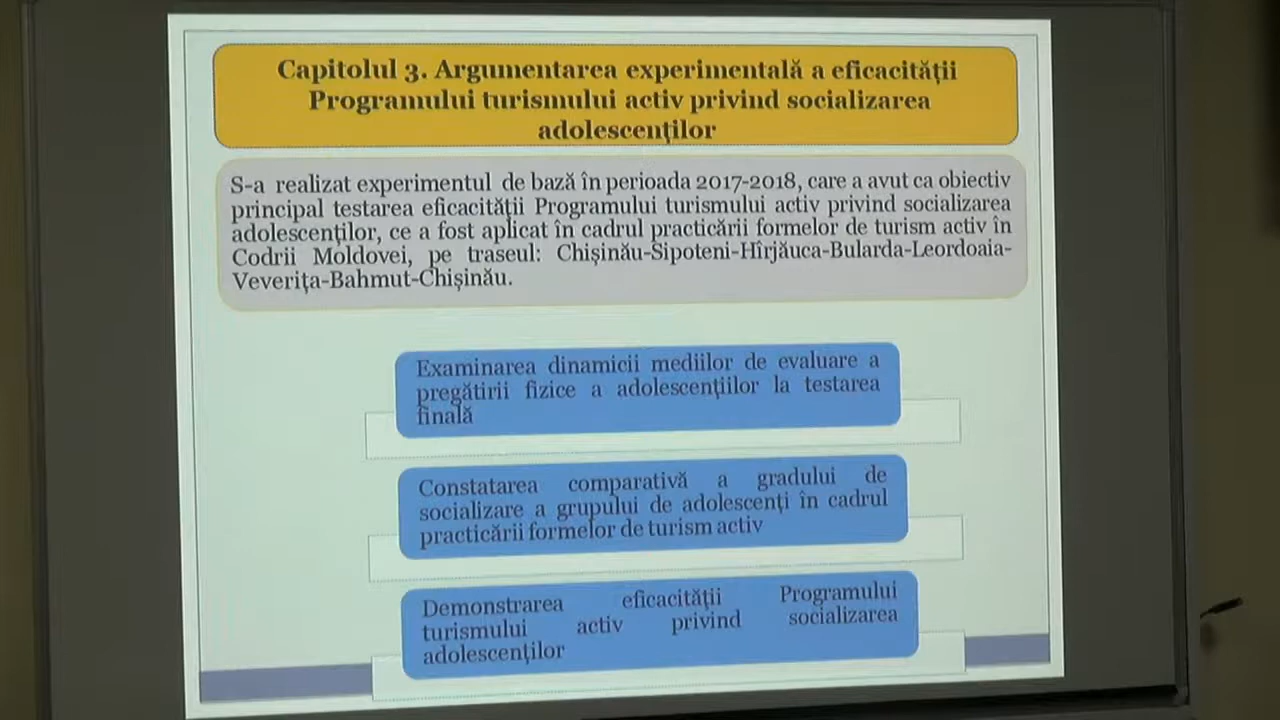 Capitolul 3. Argumentarea experimentală a eficacității
Programului turismului activ privind socializarea
adolescenților
S-a realizat experimentul de bază în perioada 2017-2018, care a avut ca obiectiv
principal testarea eficacității Programului turismului activ privind socializarea
adolescenților, ce a fost aplicat în cadrul practicării formelor de turism activ în
Codrii Moldovei, pe traseul: Chișinău-Sipoteni-Hîrjăuca-Bularda-Leordoaia-
Veverița-Bahmut-Chișinău.
Examinarea dinamicii mediilor de evaluare a
pregătirii fizice a adolescențiilor la testarea
finală
Constatarea comparativă a gradului de
socializare a grupului de adolescenți în cadrul
practicării formelor de turism activ
Demonstrarea eficacității Programului
turismului activ privind socializarea
adolescenților